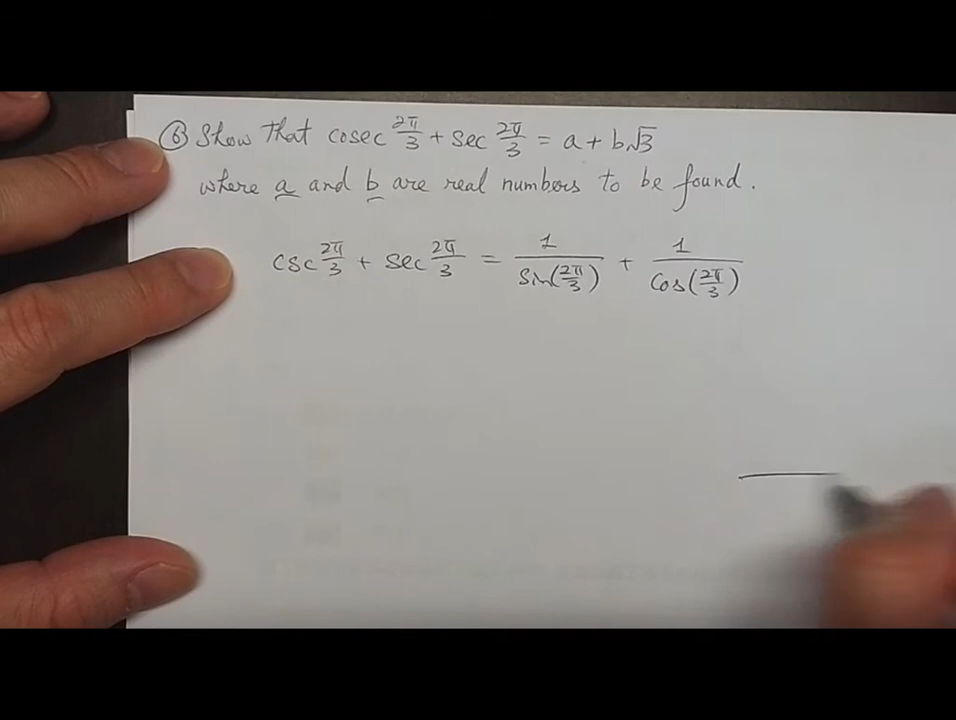 ⑥ Show that cosec 2π/3 + sec 2π/3 = a + b√3
where a and b are real numbers to be found.
csc 2π/3 + sec 2π/3 = 1/sin(2π/3) + 1/cos(2π/3)